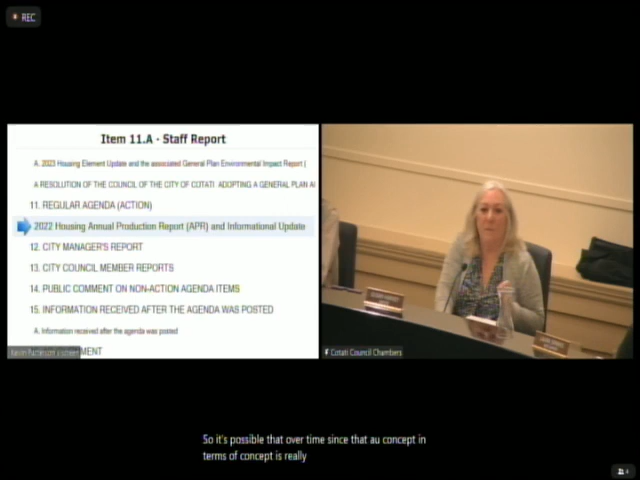 REC
Item 11.A - Staff Report
A. 2023 Housing Element Update and the associated General Plan Environmental Impact Report (
A RESOLUTION OF THE COUNCIL OF THE CITY OF COTATI ADOPTING A GENERAL PLAN A
11. REGULAR AGENDA (ACTION)
2022 Housing Annual Production Report (APR) and Informational Update
12. CITY MANAGER'S REPORT
13. CITY COUNCIL MEMBER REPORTS
14. PUBLIC COMMENT ON NON-ACTION AGENDA ITEMS
15. INFORMATION RECEIVED AFTER THE AGENDA WAS POSTED
A. Information received after the agenda was posted
MENT
Cotati Council Chambers
So it's possible that over time since that au concept in
terms of concept is really
4